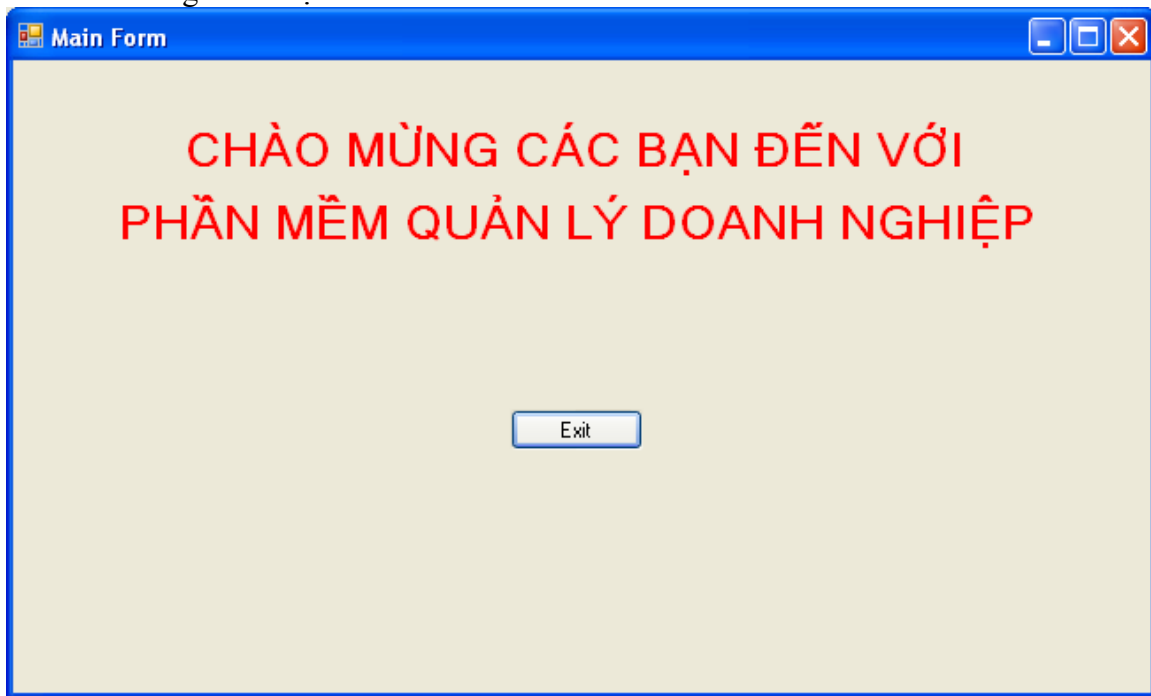 Main Form
CHÀO MỪNG CÁC BẠN ĐẾN VỚI
PHẦN MỀM QUẢN LÝ DOANH NGHIỆP
Exit